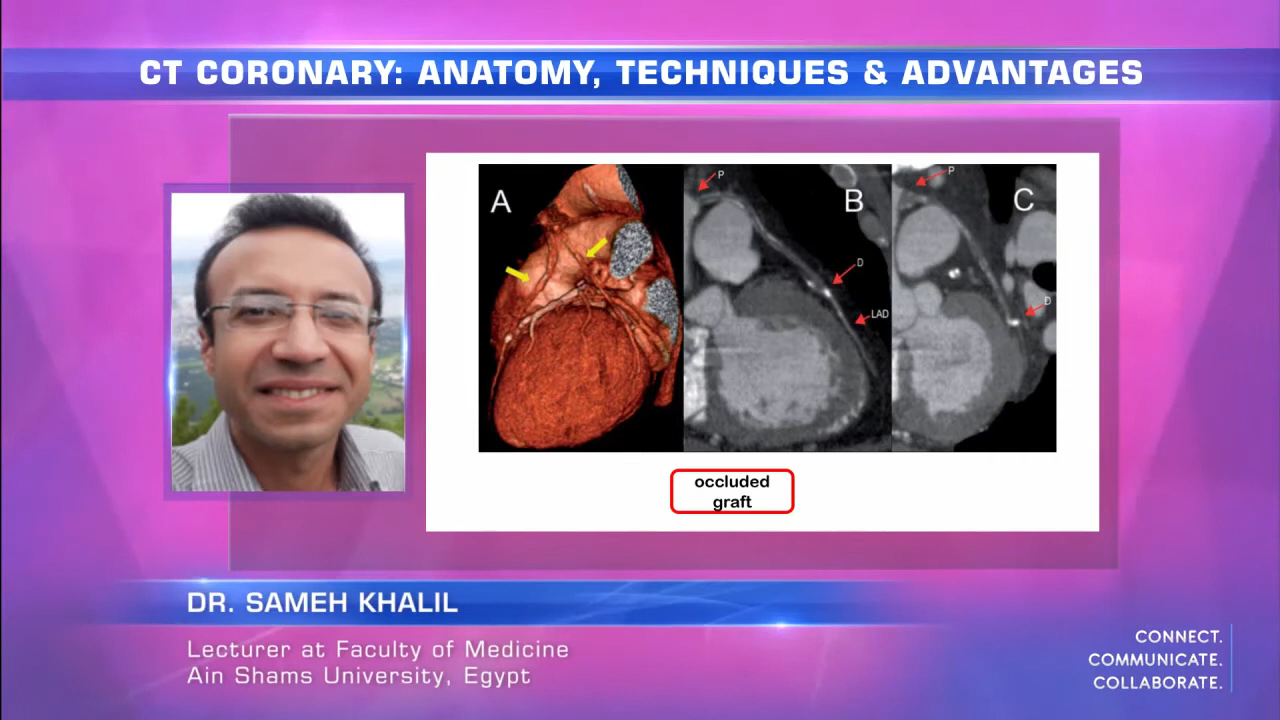 CT CORONARY: ANATOMY, TECHNIQUES & ADVANTAGES
A
P
B
D
LAD
P
C
D
occluded
graft
DR. SAMEH KHALIL
Lecturer at Faculty of Medicine
Ain Shams University, Egypt
CONNECT.
COMMUNICATE.
COLLABORATE.